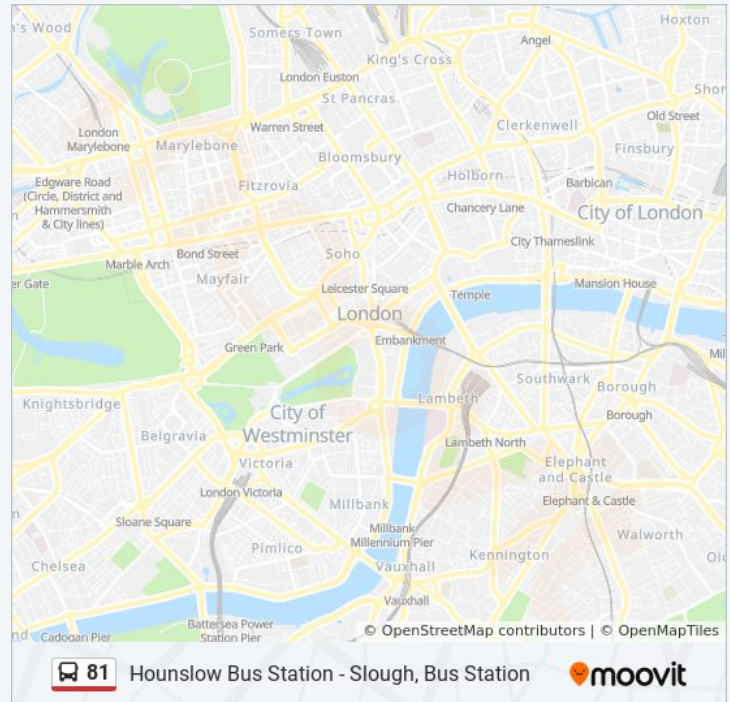 's Wood
Somers Town
Hoxton
Angel
King's Cross
London Euston
St Pancras
Shor
Old Street
Warren Street
Clerkenwell
London
Marylebone
Marylebone
Finsbury
Bloomsbury
Holborn
Edgware Road
(Circle, District and
Hammersmith
& City lines)
Fitzrovia
Barbican
Chancery Lane
City of London
City Thameslink
Bond Street
Soho
Marble Arch
Mayfair
er Gate
Leicester Square
Temple
Mansion House
London
Embankment
Green Park
Mil
Southwark
Borough
Knightsbridge
Lambeth
City of
Westminster
Borough
Belgravia
Lambeth North
Victoria
Elephant
and Castle
London Victoria
Millbank
Elephant & Castle
Sloane Square
Millbank
Millennium Pier
Walworth
Pimlico
Kennington
Chelsea
Vauxhall
Vauxhall
Battersea Power
Station Pier
Cadogan Pier
© OpenStreetMap contributors | © OpenMapTiles
81 Hounslow Bus Station - Slough, Bus Station moovit